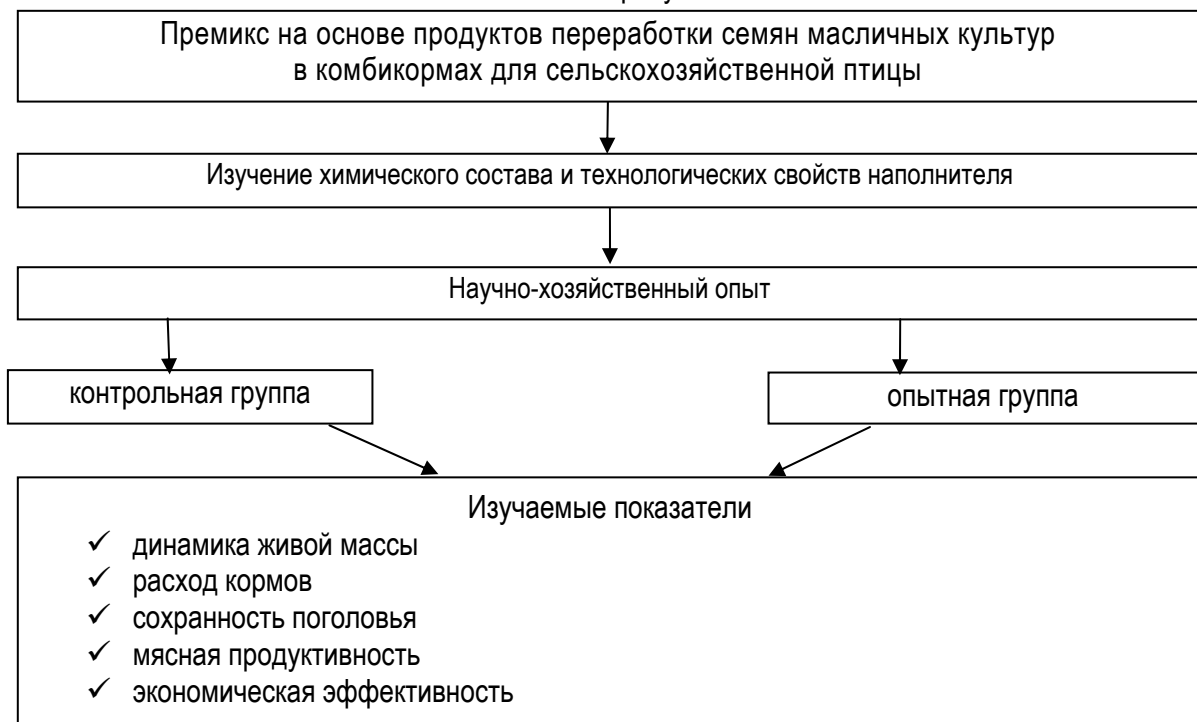 Премикс на основе продуктов переработки семян масличных культур
в комбикормах для сельскохозяйственной птицы
Изучение химического состава и технологических свойств наполнителя
Научно-хозяйственный опыт
контрольная группа
опытная группа
Изучаемые показатели
✓ динамика живой массы
✓ расход кормов
✓ сохранность поголовья
✓ мясная продуктивность
✓ экономическая эффективность